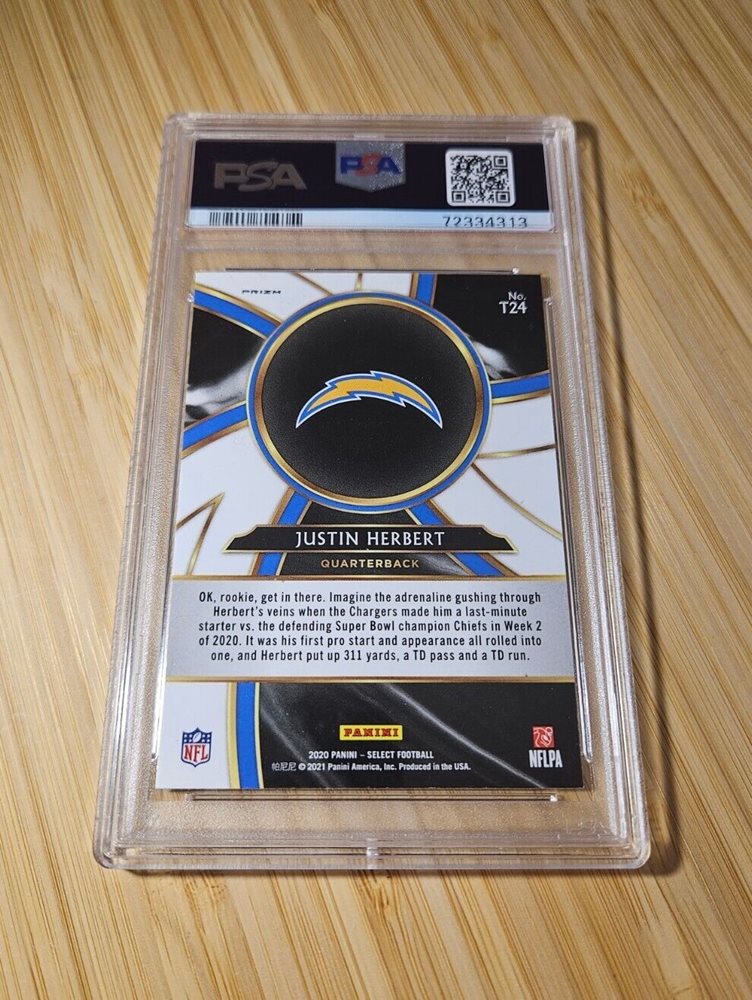 PSA
PSA
72334313
PRIZM
No.
T24
JUSTIN HERBERT
QUARTERBACK
OK, rookie, get in there. Imagine the adrenaline gushing through
Herbert's veins when the Chargers made him a last-minute
starter vs. the defending Super Bowl champion Chiefs in Week 2
of 2020. It was his first pro start and appearance all rolled into
one, and Herbert put up 311 yards, a TD pass and a TD run.
NFL
PANINI
NFLPA
2020 PANINI – SELECT FOOTBALL
帕尼尼 © 2021 Panini America, Inc. Produced in the USA.